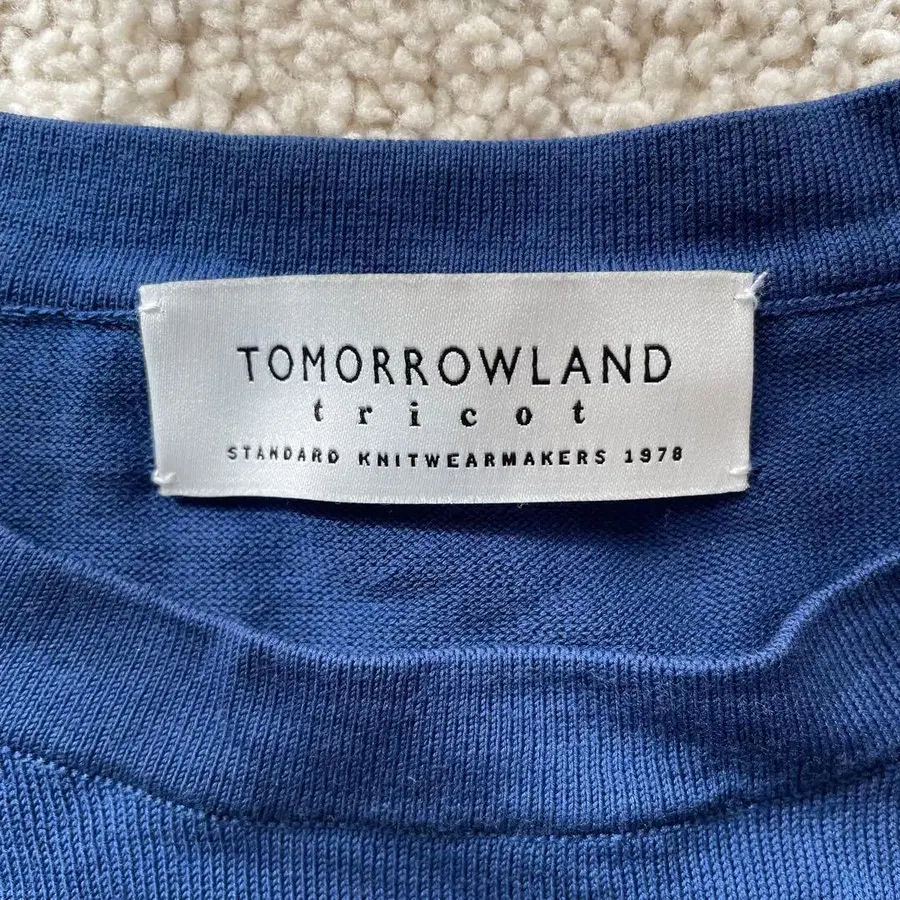 TOMORROWLAND
tricot
STANDARD KNITWEARMAKERS 1978